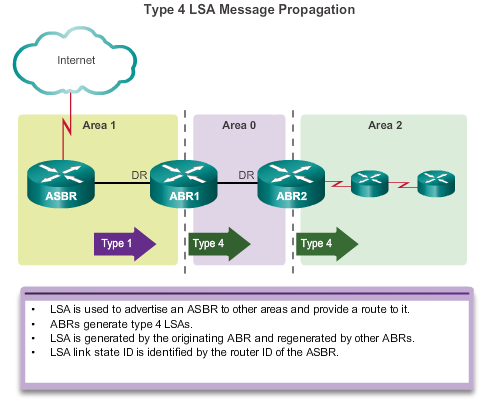 Type 4 LSA Message Propagation
Internet
Area 1
Area 0
Area 2
DR
DR
ASBR
ABR1
ABR2
Type 1
Type 4
Type 4
• LSA is used to advertise an ASBR to other areas and provide a route to it.
• ABRs generate type 4 LSAs.
• LSA is generated by the originating ABR and regenerated by other ABRs.
• LSA link state ID is identified by the router ID of the ASBR.